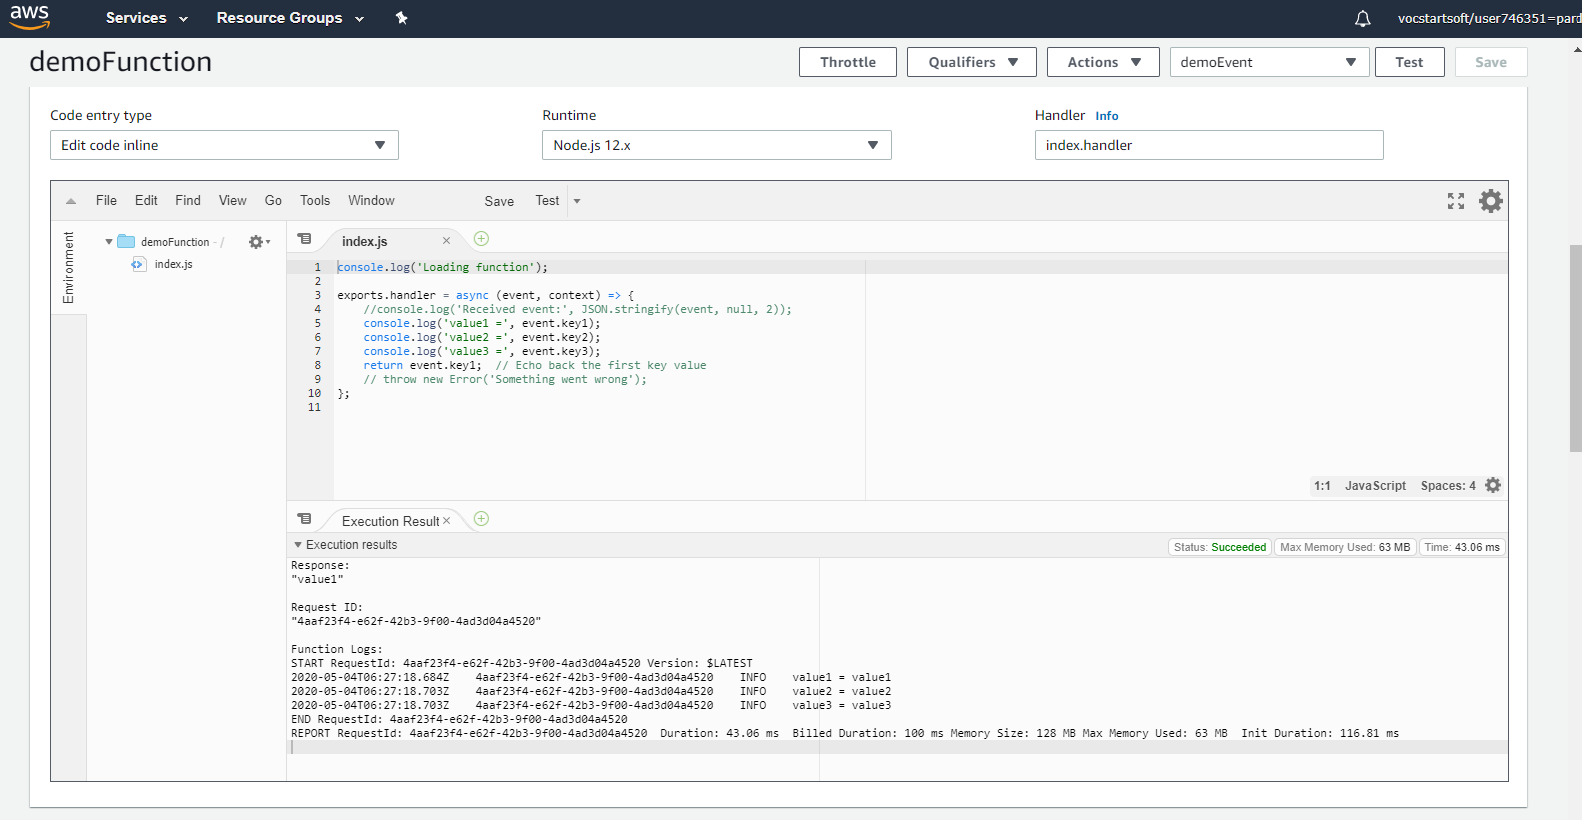 aws Services Resource Groups vocstartsoft/user746351=pard
demoFunction Throttle Qualifiers Actions demoEvent Test Save
Code entry type Runtime Handler Info
Edit code inline Node.js 12.x index.handler
File Edit Find View Go Tools Window Save Test
Environment
demoFunction - /
index.js
index.js
1 console.log('Loading function');
2
3 exports.handler = async (event, context) => {
4 //console.log('Received event:', JSON.stringify(event, null, 2));
5 console.log('value1 =', event.key1);
6 console.log('value2 =', event.key2);
7 console.log('value3 =', event.key3);
8 return event.key1;  // Echo back the first key value
9 // throw new Error('Something went wrong');
10 };
11
1:1 JavaScript Spaces: 4
Execution Result
Execution results Status: Succeeded Max Memory Used: 63 MB Time: 43.06 ms
Response:
"value1"
Request ID:
"4aaf23f4-e62f-42b3-9f00-4ad3d04a4520"
Function Logs:
START RequestId: 4aaf23f4-e62f-42b3-9f00-4ad3d04a4520 Version: $LATEST
2020-05-04T06:27:18.684Z 4aaf23f4-e62f-42b3-9f00-4ad3d04a4520 INFO value1 = value1
2020-05-04T06:27:18.703Z 4aaf23f4-e62f-42b3-9f00-4ad3d04a4520 INFO value2 = value2
2020-05-04T06:27:18.703Z 4aaf23f4-e62f-42b3-9f00-4ad3d04a4520 INFO value3 = value3
END RequestId: 4aaf23f4-e62f-42b3-9f00-4ad3d04a4520
REPORT RequestId: 4aaf23f4-e62f-42b3-9f00-4ad3d04a4520 Duration: 43.06 ms Billed Duration: 100 ms Memory Size: 128 MB Max Memory Used: 63 MB Init Duration: 116.81 ms